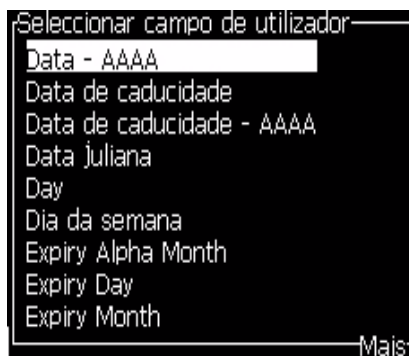 Seleccionar campo de utilizador
Data - AAAA
Data de caducidade
Data de caducidade - AAAA
Data juliana
Day
Dia da semana
Expiry Alpha Month
Expiry Day
Expiry Month
Mais